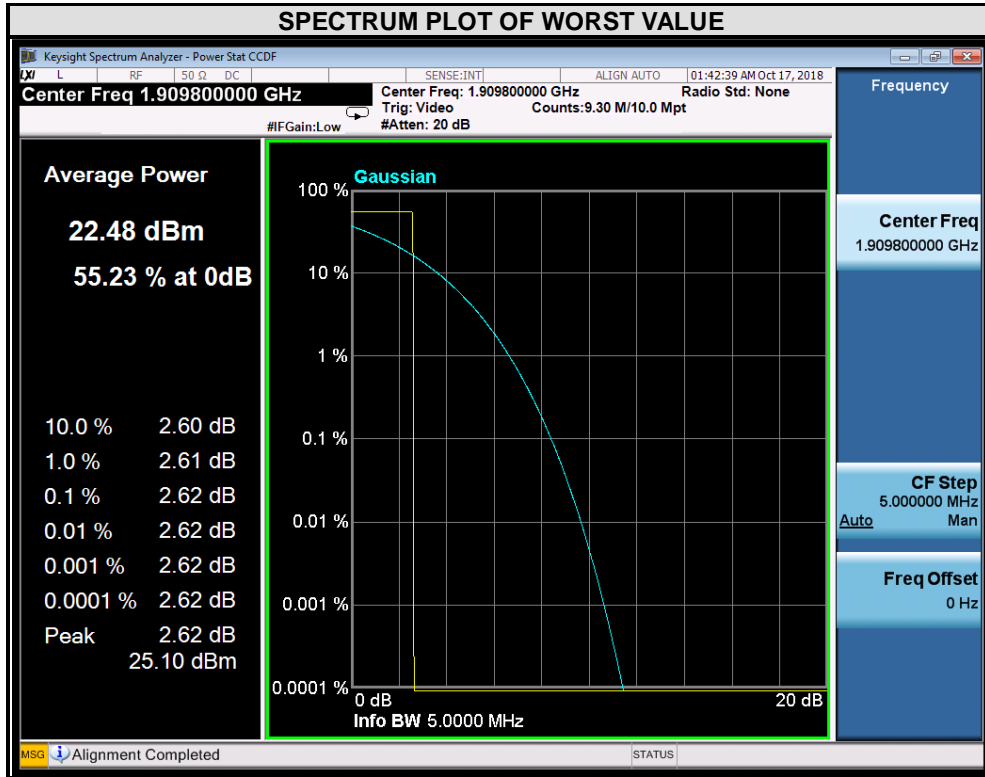 SPECTRUM PLOT OF WORST VALUE
Keysight Spectrum Analyzer - Power Stat CCDF
LXI L RF 50 Ω DC SENSE:INT ALIGN AUTO 01:42:39 AM Oct 17, 2018
Center Freq 1.909800000 GHz
Center Freq: 1.909800000 GHz Radio Std: None
Trig: Video Counts:9.30 M/10.0 Mpt
#IFGain:Low #Atten: 20 dB
Frequency
Average Power
22.48 dBm
55.23 % at 0dB
10.0 % 2.60 dB
1.0 % 2.61 dB
0.1 % 2.62 dB
0.01 % 2.62 dB
0.001 % 2.62 dB
0.0001 % 2.62 dB
Peak 2.62 dB
25.10 dBm
Gaussian
100 %
10 %
1 %
0.1 %
0.01 %
0.001 %
0.0001 %
0 dB 20 dB
Info BW 5.0000 MHz
Center Freq
1.909800000 GHz
CF Step
5.000000 MHz
Auto Man
Freq Offset
0 Hz
MSG Alignment Completed STATUS